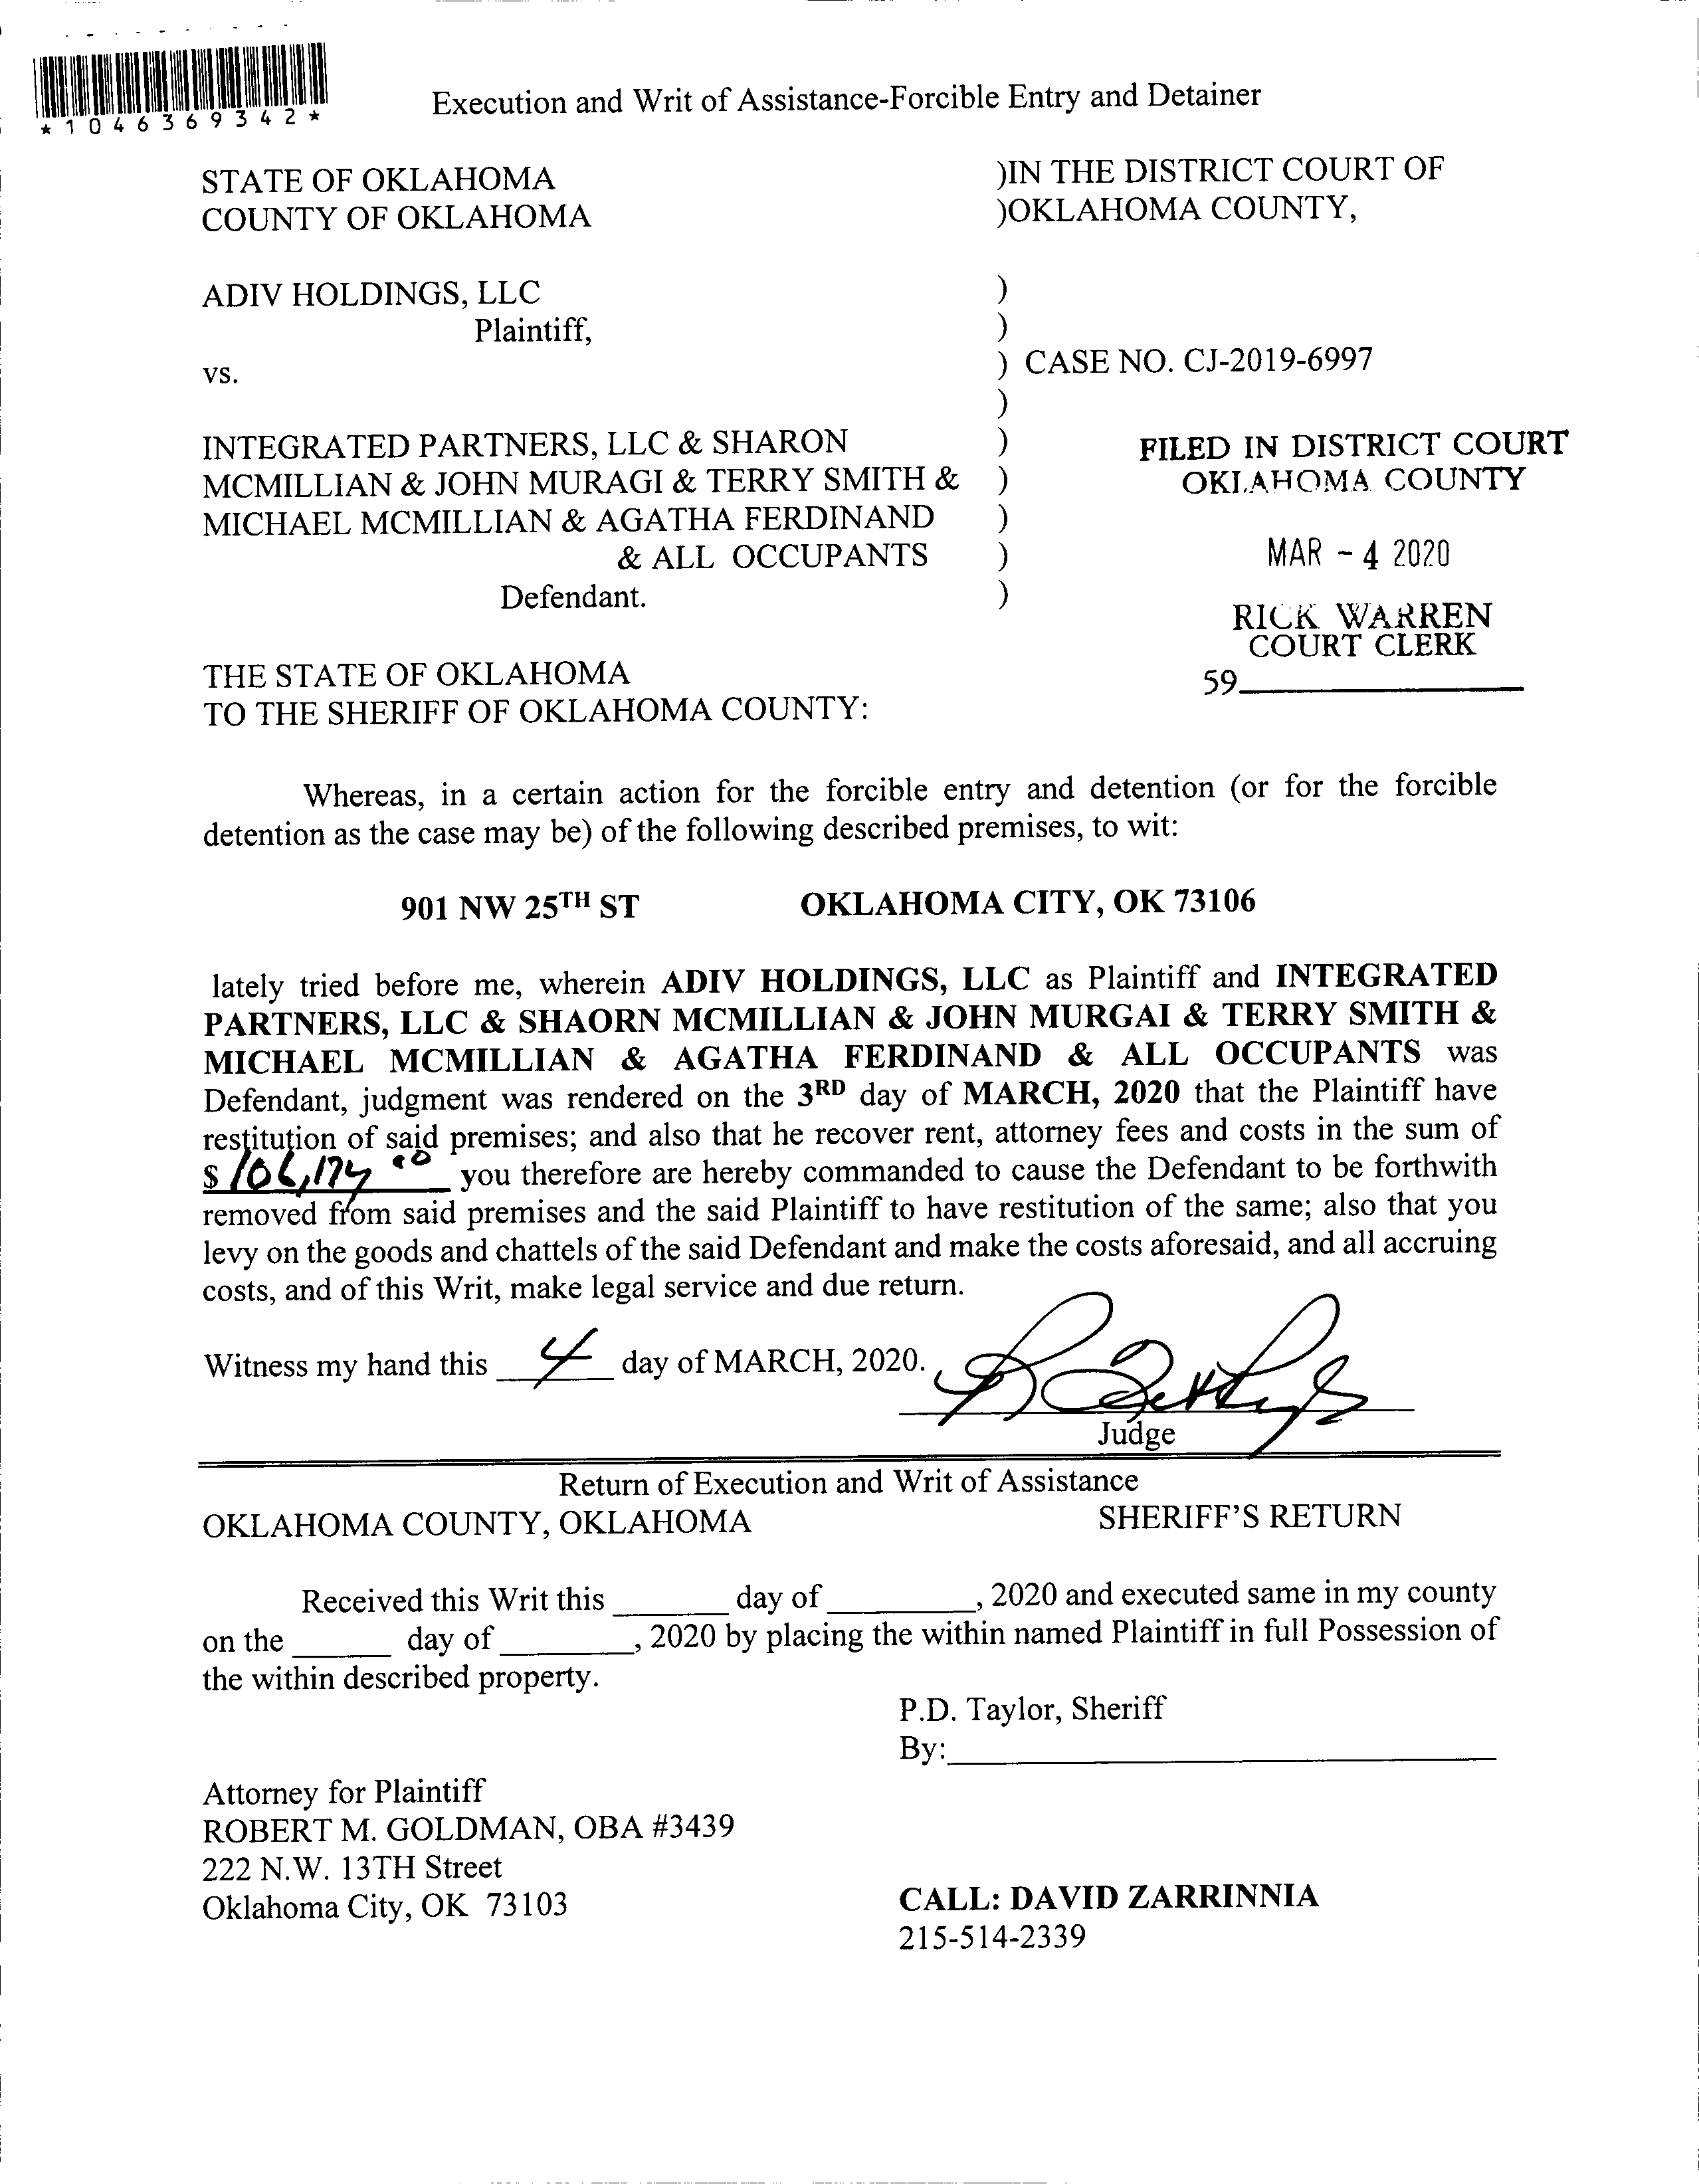 *1046369342*
Execution and Writ of Assistance-Forcible Entry and Detainer
STATE OF OKLAHOMA )IN THE DISTRICT COURT OF
COUNTY OF OKLAHOMA )OKLAHOMA COUNTY,
ADIV HOLDINGS, LLC )
Plaintiff, )
vs. ) CASE NO. CJ-2019-6997
)
INTEGRATED PARTNERS, LLC & SHARON )
MCMILLIAN & JOHN MURAGI & TERRY SMITH & )
MICHAEL MCMILLIAN & AGATHA FERDINAND )
& ALL OCCUPANTS )
Defendant. )
FILED IN DISTRICT COURT
OKLAHOMA COUNTY
MAR - 4 2020
RICK WARREN
COURT CLERK
59
THE STATE OF OKLAHOMA
TO THE SHERIFF OF OKLAHOMA COUNTY:
Whereas, in a certain action for the forcible entry and detention (or for the forcible
detention as the case may be) of the following described premises, to wit:
901 NW 25TH ST OKLAHOMA CITY, OK 73106
lately tried before me, wherein ADIV HOLDINGS, LLC as Plaintiff and INTEGRATED
PARTNERS, LLC & SHAORN MCMILLIAN & JOHN MURGAI & TERRY SMITH &
MICHAEL MCMILLIAN & AGATHA FERDINAND & ALL OCCUPANTS was
Defendant, judgment was rendered on the 3RD day of MARCH, 2020 that the Plaintiff have
restitution of said premises; and also that he recover rent, attorney fees and costs in the sum of
$ 106,174 00 you therefore are hereby commanded to cause the Defendant to be forthwith
removed from said premises and the said Plaintiff to have restitution of the same; also that you
levy on the goods and chattels of the said Defendant and make the costs aforesaid, and all accruing
costs, and of this Writ, make legal service and due return.
Witness my hand this 4 day of MARCH, 2020.
Judge
Return of Execution and Writ of Assistance
OKLAHOMA COUNTY, OKLAHOMA SHERIFF'S RETURN
Received this Writ this ______ day of ________, 2020 and executed same in my county
on the ______ day of ________, 2020 by placing the within named Plaintiff in full Possession of
the within described property.
P.D. Taylor, Sheriff
By:
Attorney for Plaintiff
ROBERT M. GOLDMAN, OBA #3439
222 N.W. 13TH Street
Oklahoma City, OK 73103
CALL: DAVID ZARRINNIA
215-514-2339